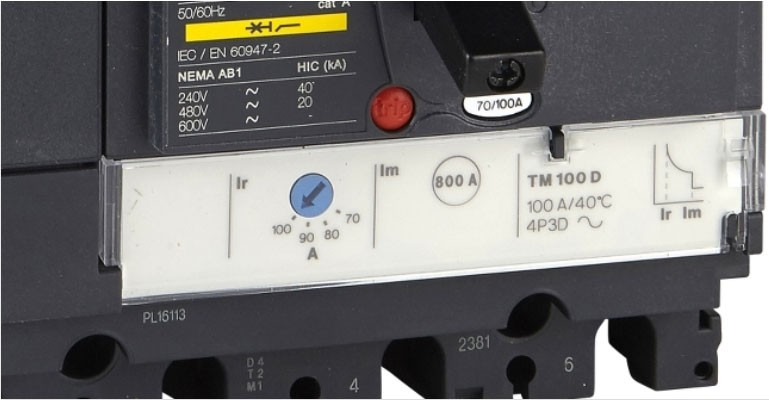 50/60Hz cat A
IEC / EN 60947-2
NEMA AB1 HIC (kA)
240V ~ 40
480V ~ 20
600V ~ -
trip
70/100A
Ir
100 90 80 70
A
Im
800 A
TM 100 D
100 A/40°C
4P3D ~
Ir Im
PL16113
D4
T2
M1
4
2381
6